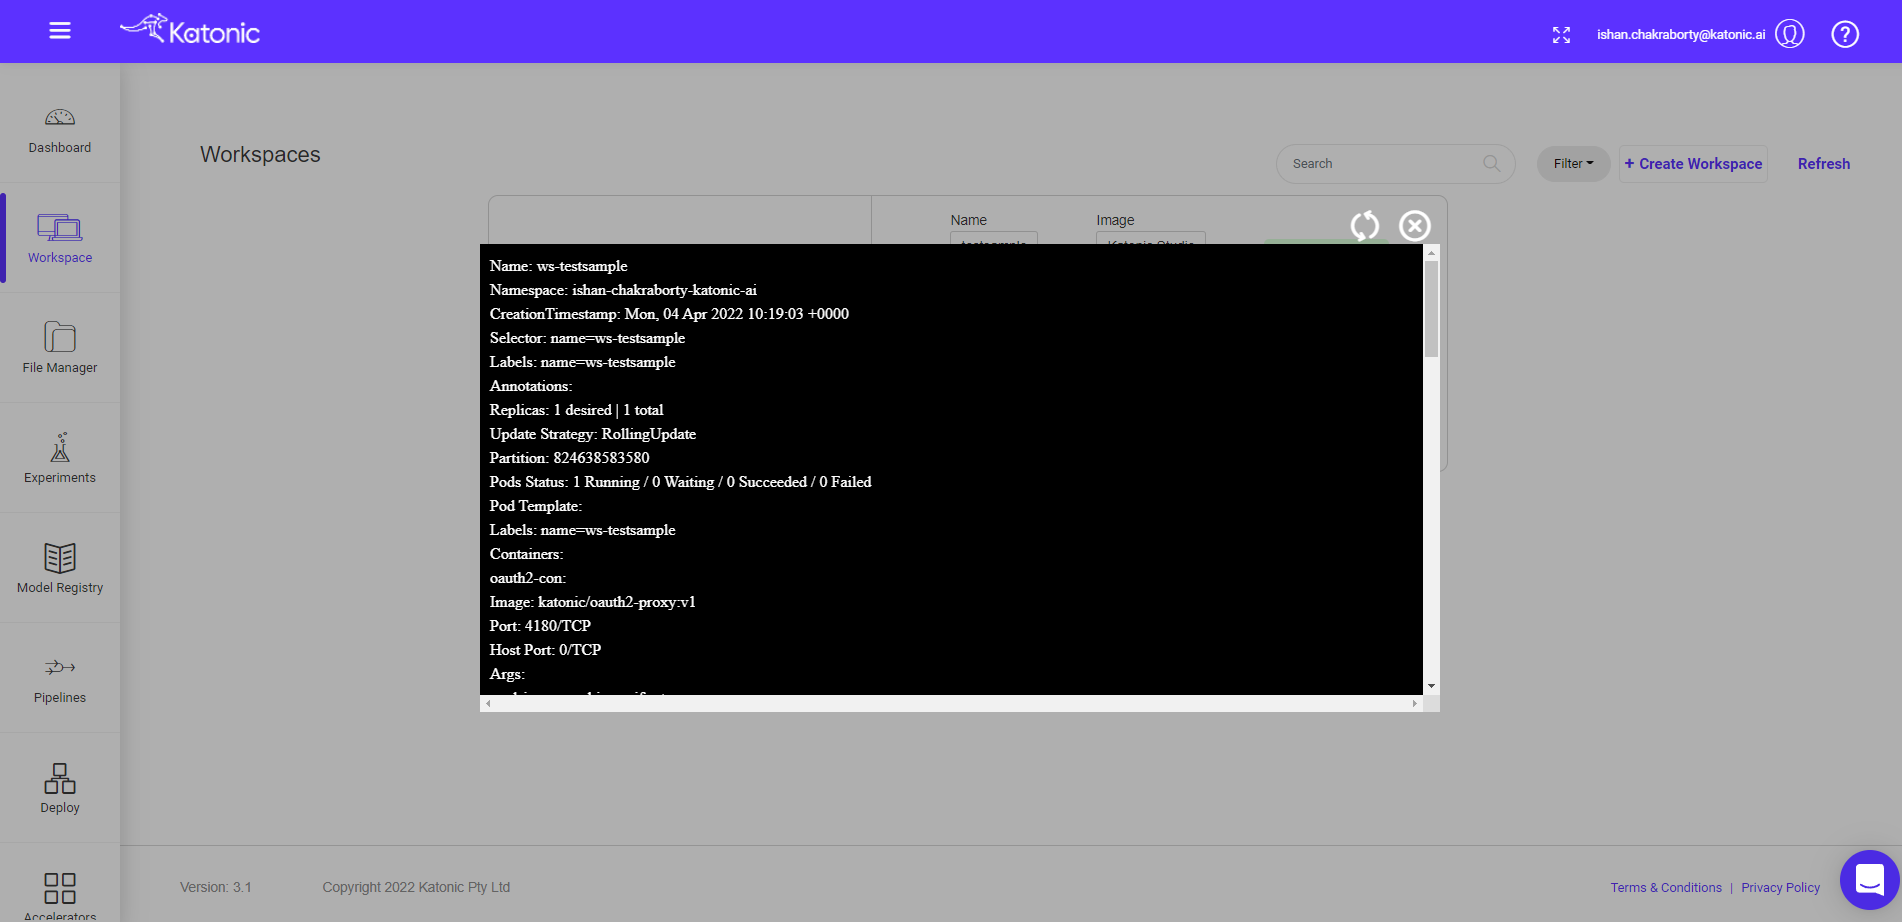 Katonic
ishan.chakraborty@katonic.ai
?
Dashboard
Workspace
File Manager
Experiments
Model Registry
Pipelines
Deploy
Accelerators
Workspaces
Search
Filter
+ Create Workspace
Refresh
Name
Image
testsample
Katonic Studio
Name: ws-testsample
Namespace: ishan-chakraborty-katonic-ai
CreationTimestamp: Mon, 04 Apr 2022 10:19:03 +0000
Selector: name=ws-testsample
Labels: name=ws-testsample
Annotations:
Replicas: 1 desired | 1 total
Update Strategy: RollingUpdate
Partition: 824638583580
Pods Status: 1 Running / 0 Waiting / 0 Succeeded / 0 Failed
Pod Template:
Labels: name=ws-testsample
Containers:
oauth2-con:
Image: katonic/oauth2-proxy:v1
Port: 4180/TCP
Host Port: 0/TCP
Args:
Version: 3.1
Copyright 2022 Katonic Pty Ltd
Terms & Conditions | Privacy Policy